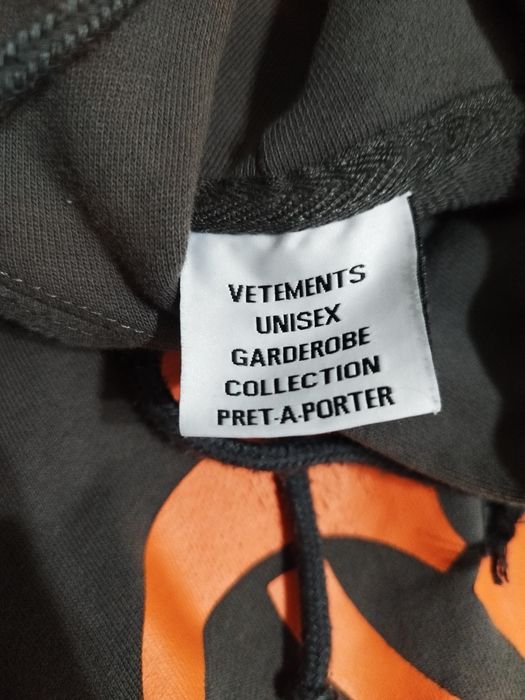 VETEMENTS
UNISEX
GARDEROBE
COLLECTION
PRET-A-PORTER